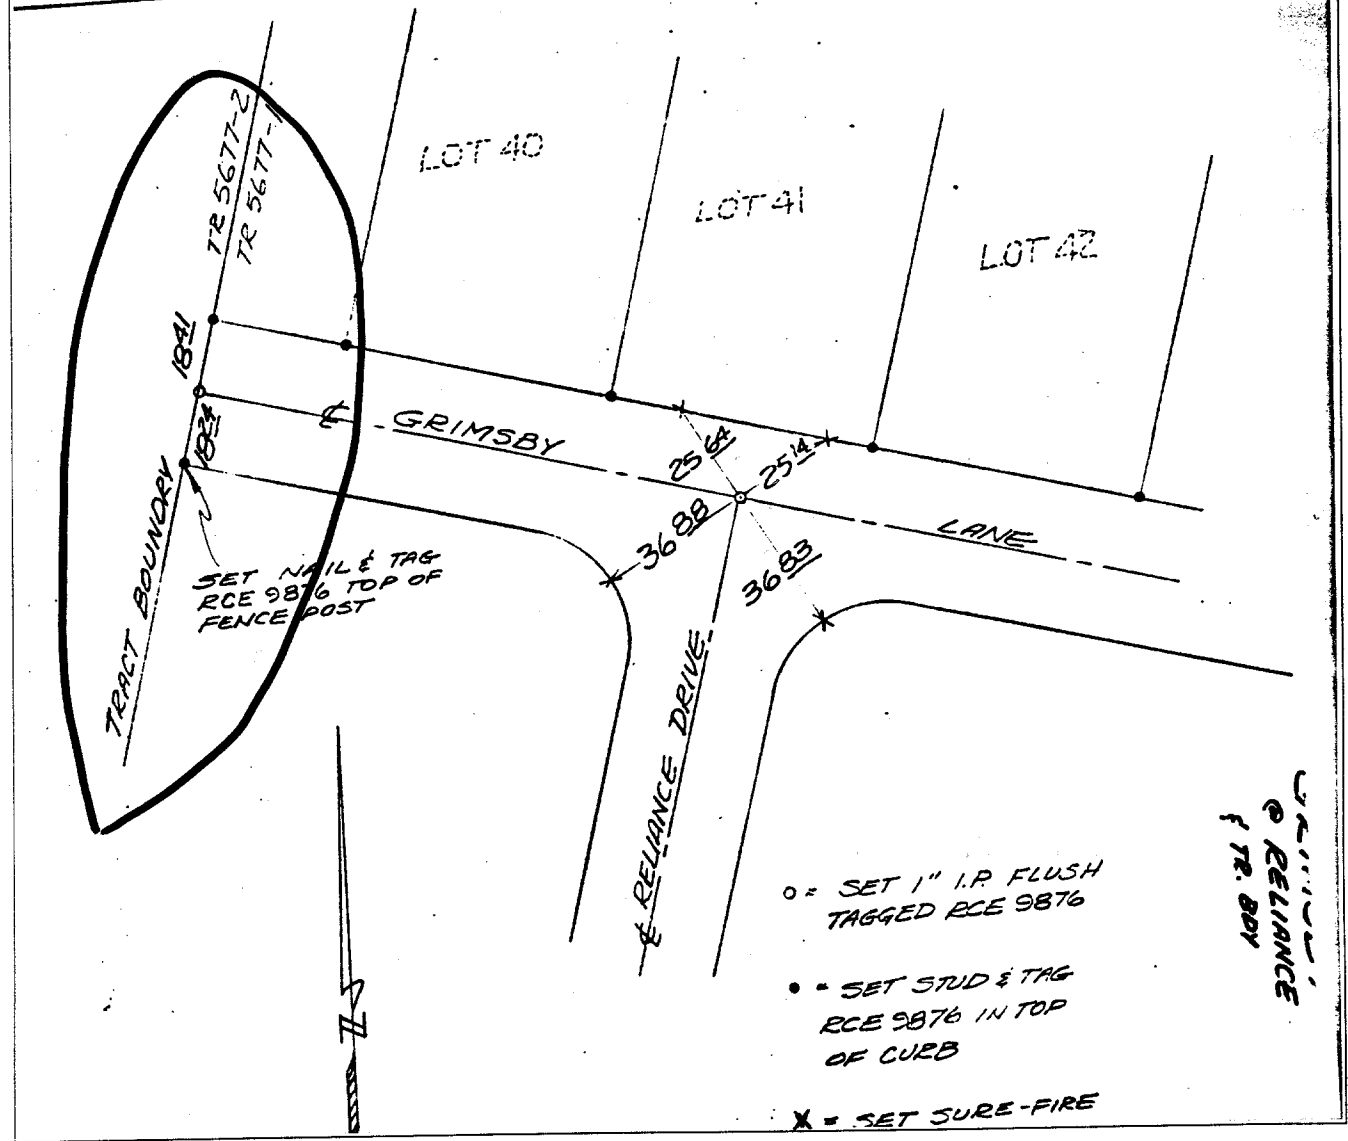 TR 5677-2
TR 5677-1
LOT 40
LOT 41
LOT 42
18 41
18 24
℄ GRIMSBY
LANE
25 64
25 14
36 88
36 83
TRACT BOUNDRY
SET NAIL & TAG
RCE 9876 TOP OF
FENCE POST
℄ RELIANCE DRIVE
N
o = SET 1" I.P. FLUSH
TAGGED RCE 9876
• = SET STUD & TAG
RCE 9876 IN TOP
OF CURB
X = SET SURE-FIRE
@ RELIANCE
& TR. BDY